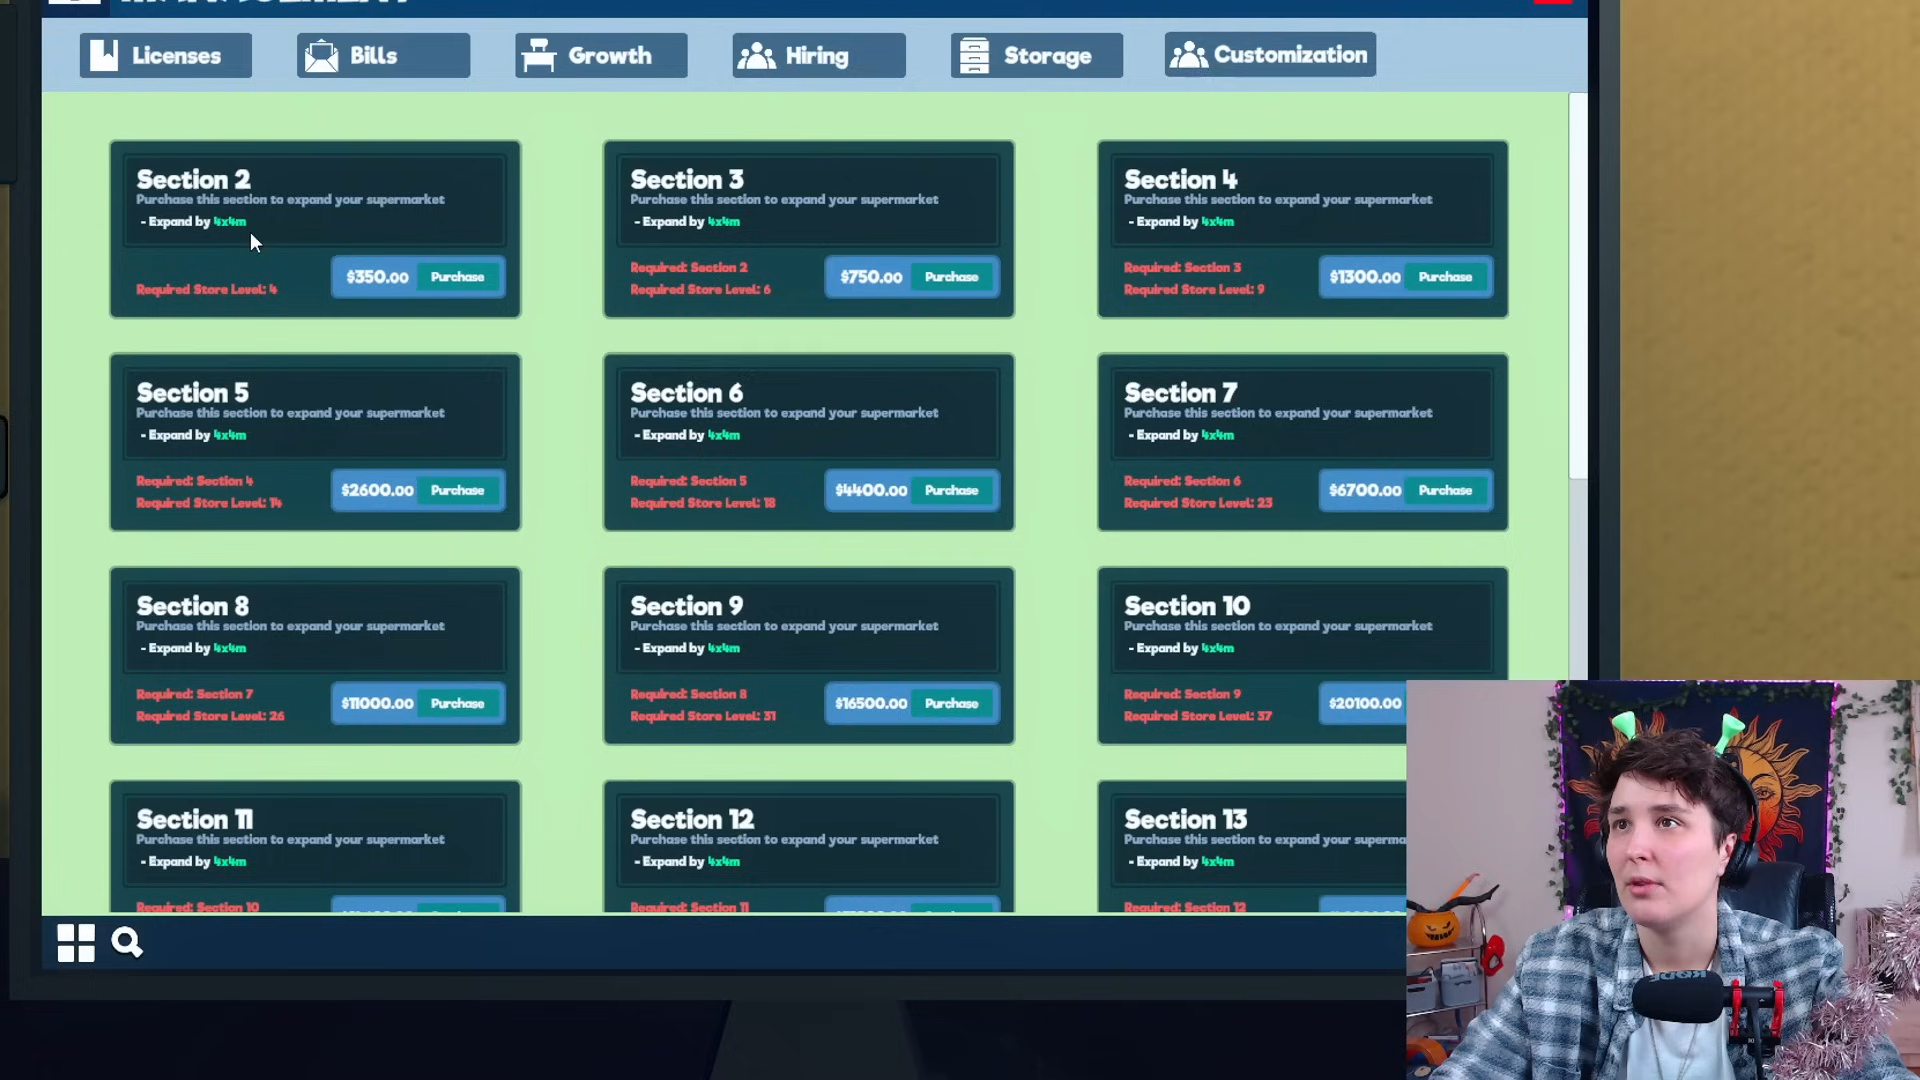 Licenses
Bills
Growth
Hiring
Storage
Customization
Section 2
Purchase this section to expand your supermarket
- Expand by 4x4m
Required Store Level: 4
$350.00 Purchase
Section 3
Purchase this section to expand your supermarket
- Expand by 4x4m
Required: Section 2
Required Store Level: 6
$750.00 Purchase
Section 4
Purchase this section to expand your supermarket
- Expand by 4x4m
Required: Section 3
Required Store Level: 9
$1300.00 Purchase
Section 5
Purchase this section to expand your supermarket
- Expand by 4x4m
Required: Section 4
Required Store Level: 14
$2600.00 Purchase
Section 6
Purchase this section to expand your supermarket
- Expand by 4x4m
Required: Section 5
Required Store Level: 18
$4400.00 Purchase
Section 7
Purchase this section to expand your supermarket
- Expand by 4x4m
Required: Section 6
Required Store Level: 23
$6700.00 Purchase
Section 8
Purchase this section to expand your supermarket
- Expand by 4x4m
Required: Section 7
Required Store Level: 26
$11000.00 Purchase
Section 9
Purchase this section to expand your supermarket
- Expand by 4x4m
Required: Section 8
Required Store Level: 31
$16500.00 Purchase
Section 10
Purchase this section to expand your supermarket
- Expand by 4x4m
Required: Section 9
Required Store Level: 37
$20100.00
Section 11
Purchase this section to expand your supermarket
- Expand by 4x4m
Required: Section 10
Purchase
Section 12
Purchase this section to expand your supermarket
- Expand by 4x4m
Required: Section 11
Purchase
Section 13
Purchase this section to expand your
- Expand by 4x4m
Required: Section 12